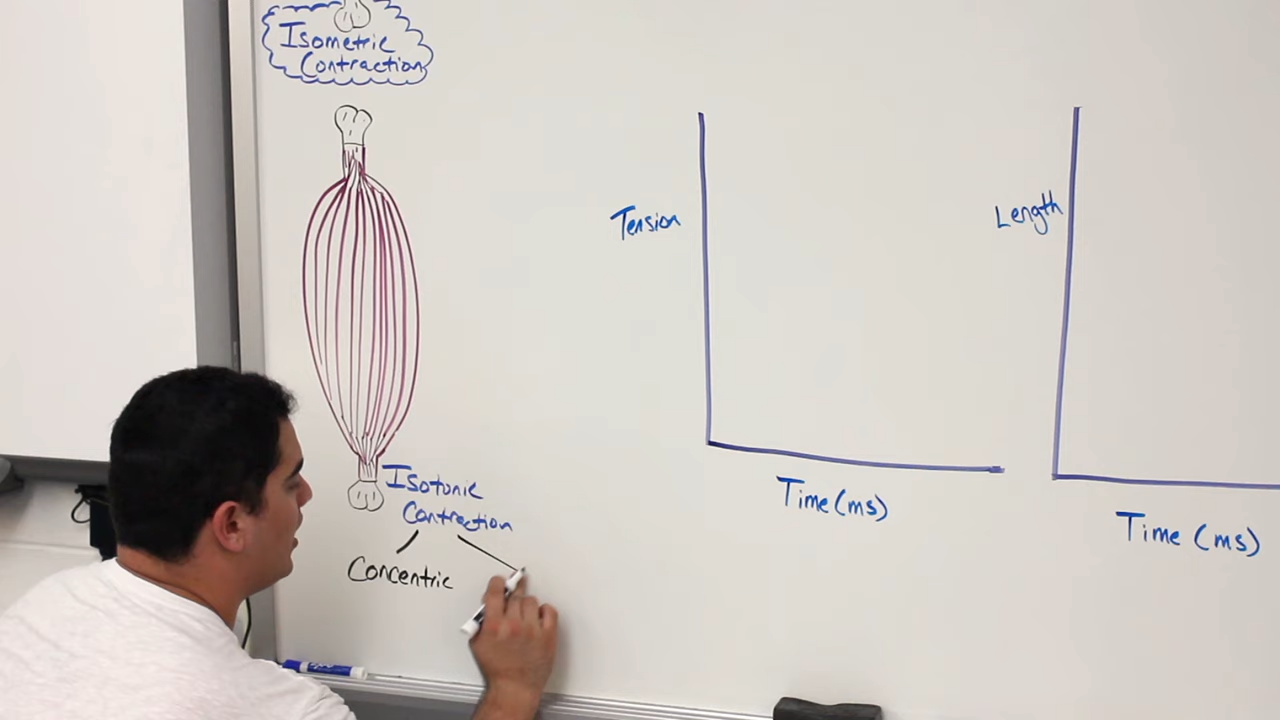 Isometric
Contraction
Tension
Length
Isotonic
Contraction
Concentric
Time (ms)
Time (ms)